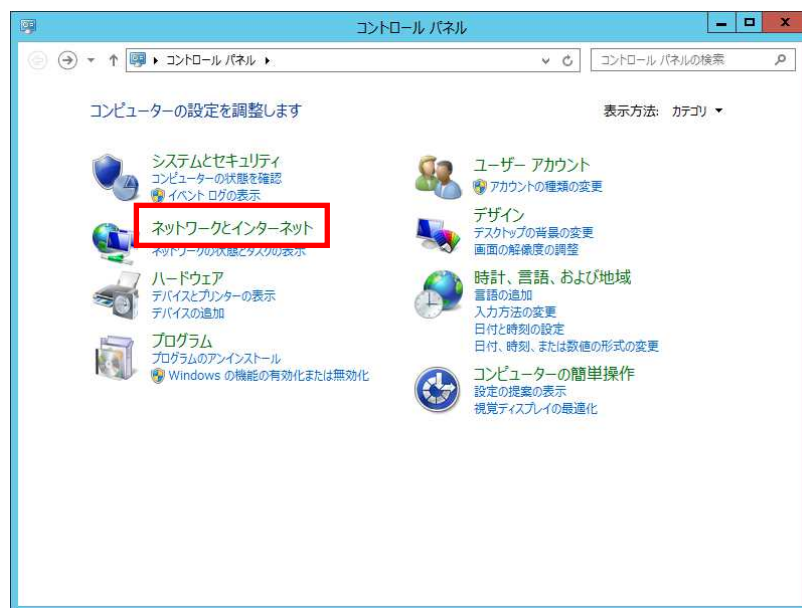 コントロール パネル
コントロール パネル
コントロール パネルの検索
コンピューターの設定を調整します
表示方法: カテゴリ
システムとセキュリティ
コンピューターの状態を確認
イベント ログの表示
ネットワークとインターネット
ネットワークの状態とタスクの表示
ハードウェア
デバイスとプリンターの表示
デバイスの追加
プログラム
プログラムのアンインストール
Windows の機能の有効化または無効化
ユーザー アカウント
アカウントの種類の変更
デザイン
デスクトップの背景の変更
画面の解像度の調整
時計、言語、および地域
言語の追加
入力方法の変更
日付と時刻の設定
日付、時刻、または数値の形式の変更
コンピューターの簡単操作
設定の提案の表示
視覚ディスプレイの最適化